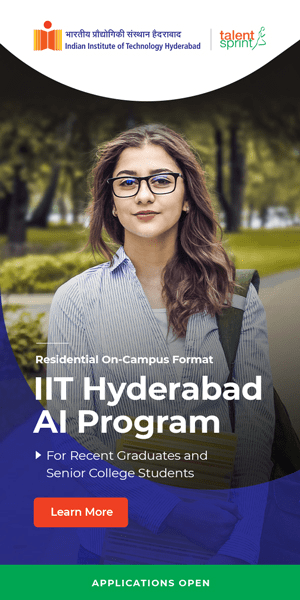 भारतीय प्रौद्योगिकी संस्थान हैदराबाद
Indian Institute of Technology Hyderabad
talent
sprint
Residential On-Campus Format
IIT Hyderabad
AI Program
For Recent Graduates and
Senior College Students
Learn More
APPLICATIONS OPEN